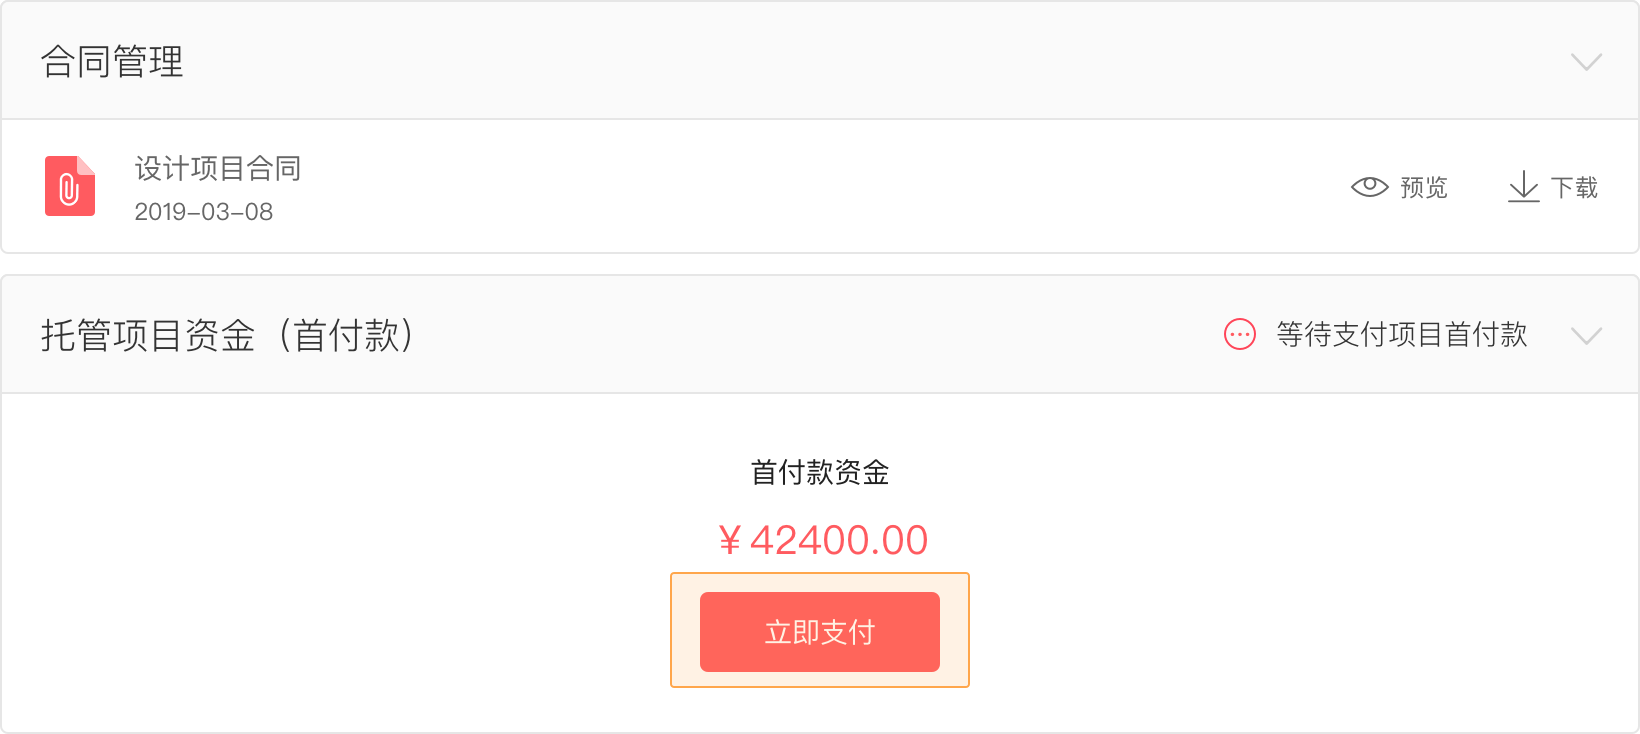 合同管理
设计项目合同
2019-03-08
预览
下载
托管项目资金（首付款）
等待支付项目首付款
首付款资金
¥ 42400.00
立即支付